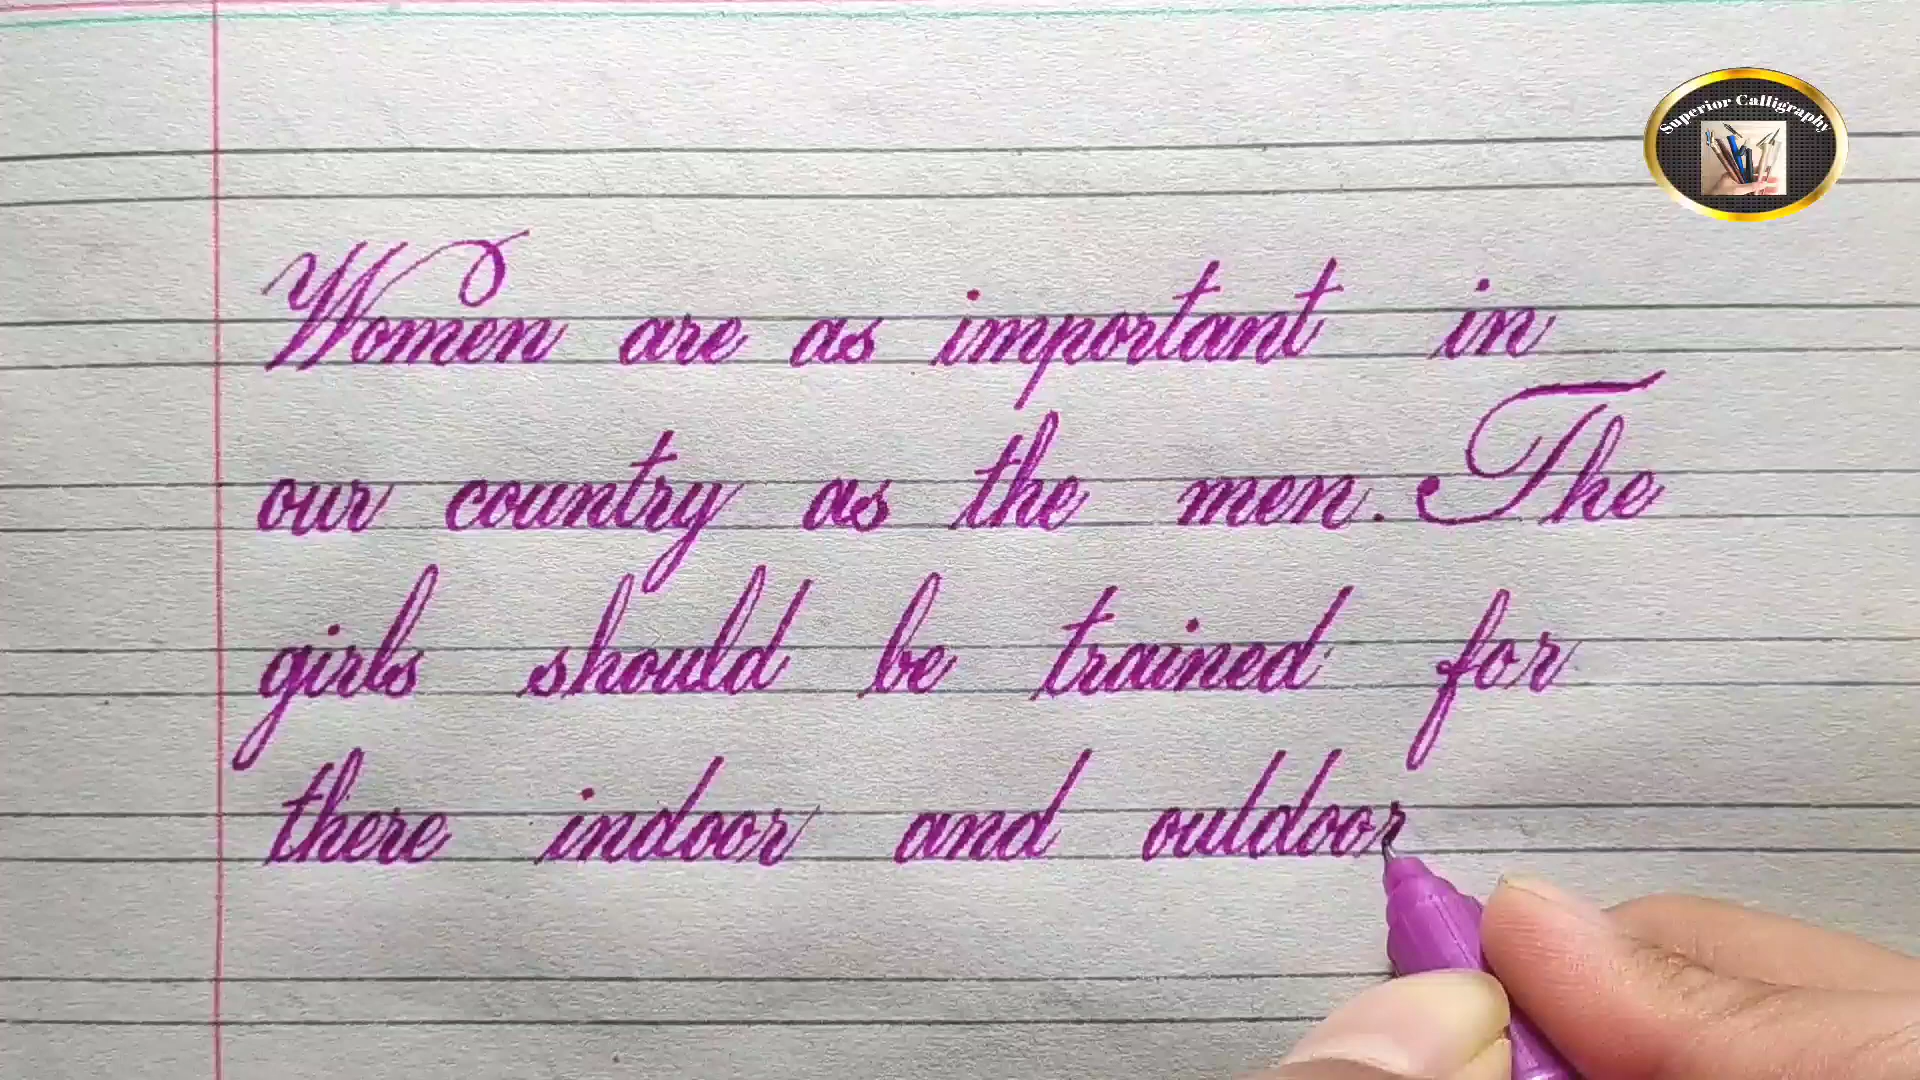 Superior Calligraphy
Women are as important in
our country as the men. The
girls should be trained for
there indoor and outdoor